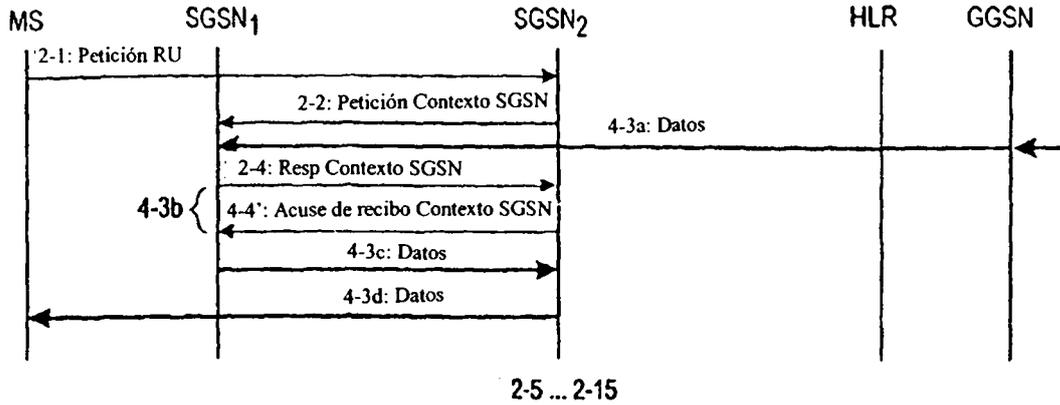 MS SGSN1 SGSN2 HLR GGSN
2-1: Petición RU
2-2: Petición Contexto SGSN
4-3a: Datos
2-4: Resp Contexto SGSN
4-3b
4-4': Acuse de recibo Contexto SGSN
4-3c: Datos
4-3d: Datos
2-5 ... 2-15